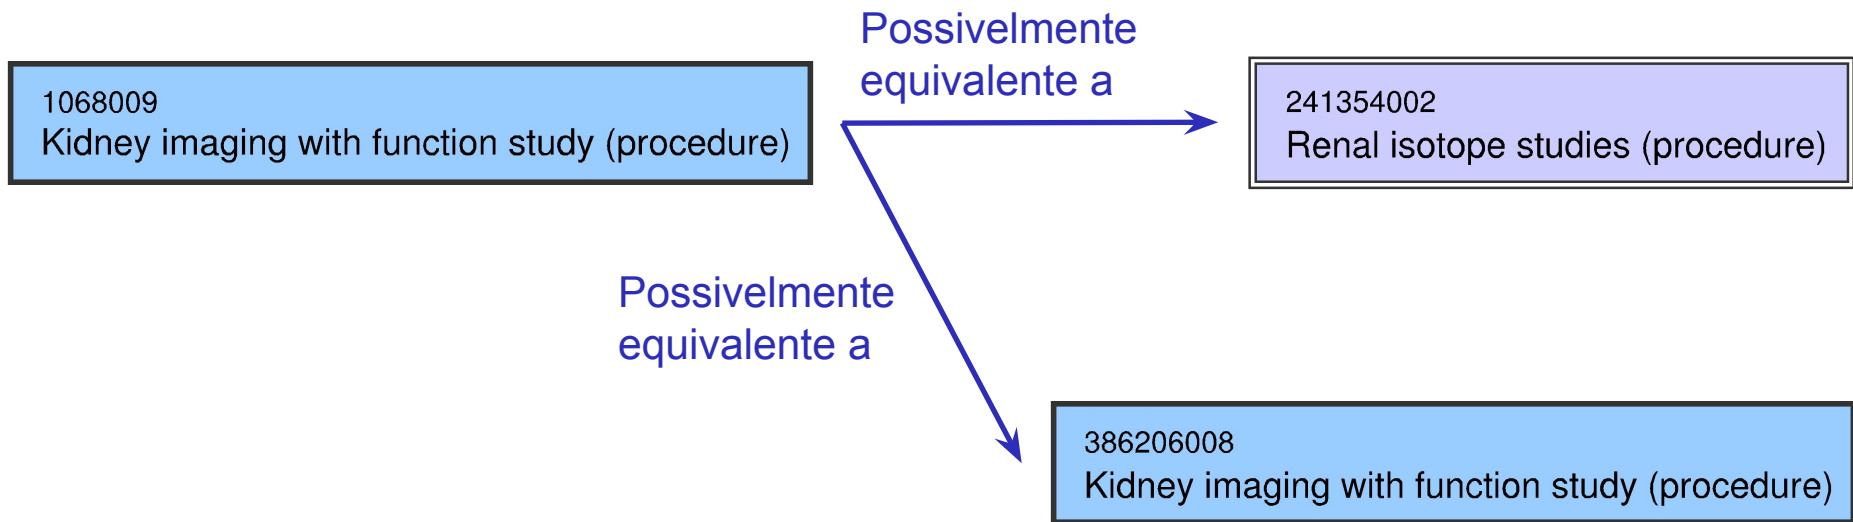 Possivelmente
equivalente a
1068009
Kidney imaging with function study (procedure)
241354002
Renal isotope studies (procedure)
Possivelmente
equivalente a
386206008
Kidney imaging with function study (procedure)